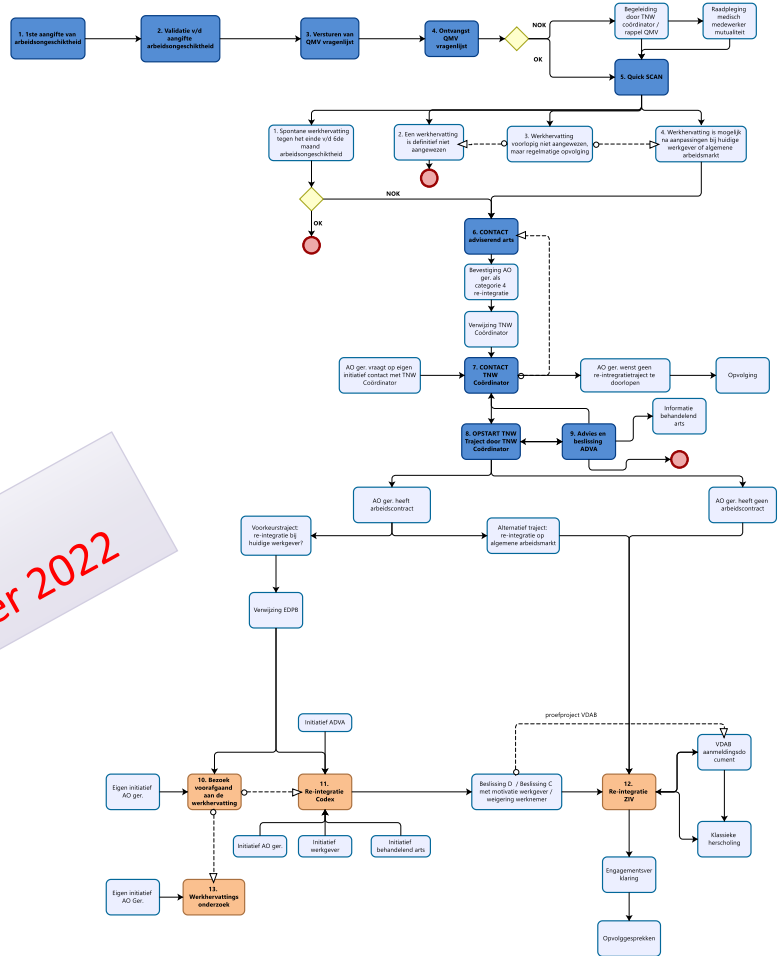 1. 1ste aangifte van
arbeidsongeschiktheid
2. Validatie v/d
aangifte
arbeidsongeschiktheid
3. Versturen van
QMV vragenlijst
4. Ontvangst
QMV
vragenlijst
NOK
OK
Begeleiding
door TNW
coördinator /
rappel QMV
Raadpleging
medisch
medewerker
mutualiteit
5. Quick SCAN
1. Spontane werkhervatting
tegen het einde v/d 6de
maand
arbeidsongeschiktheid
2. Een werkhervatting
is definitief niet
aangewezen
3. Werkhervatting
voorlopig niet aangewezen,
maar regelmatige opvolging
4. Werkhervatting is mogelijk
na aanpassingen bij huidige
werkgever of algemene
arbeidsmarkt
NOK
OK
6. CONTACT
adviserend arts
Bevestiging AO
ger. als
categorie 4
re-integratie
Verwijzing TNW
Coördinator
AO ger. vraagt op eigen
initiatief contact met TNW
Coördinator
7. CONTACT
TNW
Coördinator
AO ger. wenst geen
re-intregratietraject te
doorlopen
Opvolging
8. OPSTART TNW
Traject door TNW
Coördinator
9. Advies en
beslissing
ADVA
Informatie
behandelend
arts
AO ger. heeft
arbeidscontract
AO ger. heeft geen
arbeidscontract
Voorkeurstraject:
re-integratie bij
huidige werkgever?
Alternatief traject:
re-integratie op
algemene arbeidsmarkt
er 2022
Verwijzing EDPB
Initiatief ADVA
proefproject VDAB
VDAB
aanmeldingsdo
cument
Eigen initiatief
AO ger.
10. Bezoek
voorafgaand
aan de
werkhervatting
11.
Re-integratie
Codex
Beslissing D / Beslissing C
met motivatie werkgever /
weigering werknemer
12.
Re-integratie
ZIV
Initiatief AO ger.
Initiatief
werkgever
Initiatief
behandelend arts
Klassieke
herscholing
Eigen initiatief
AO Ger.
13.
Werkhervattings
onderzoek
Engagementsver
klaring
Opvolggesprekken